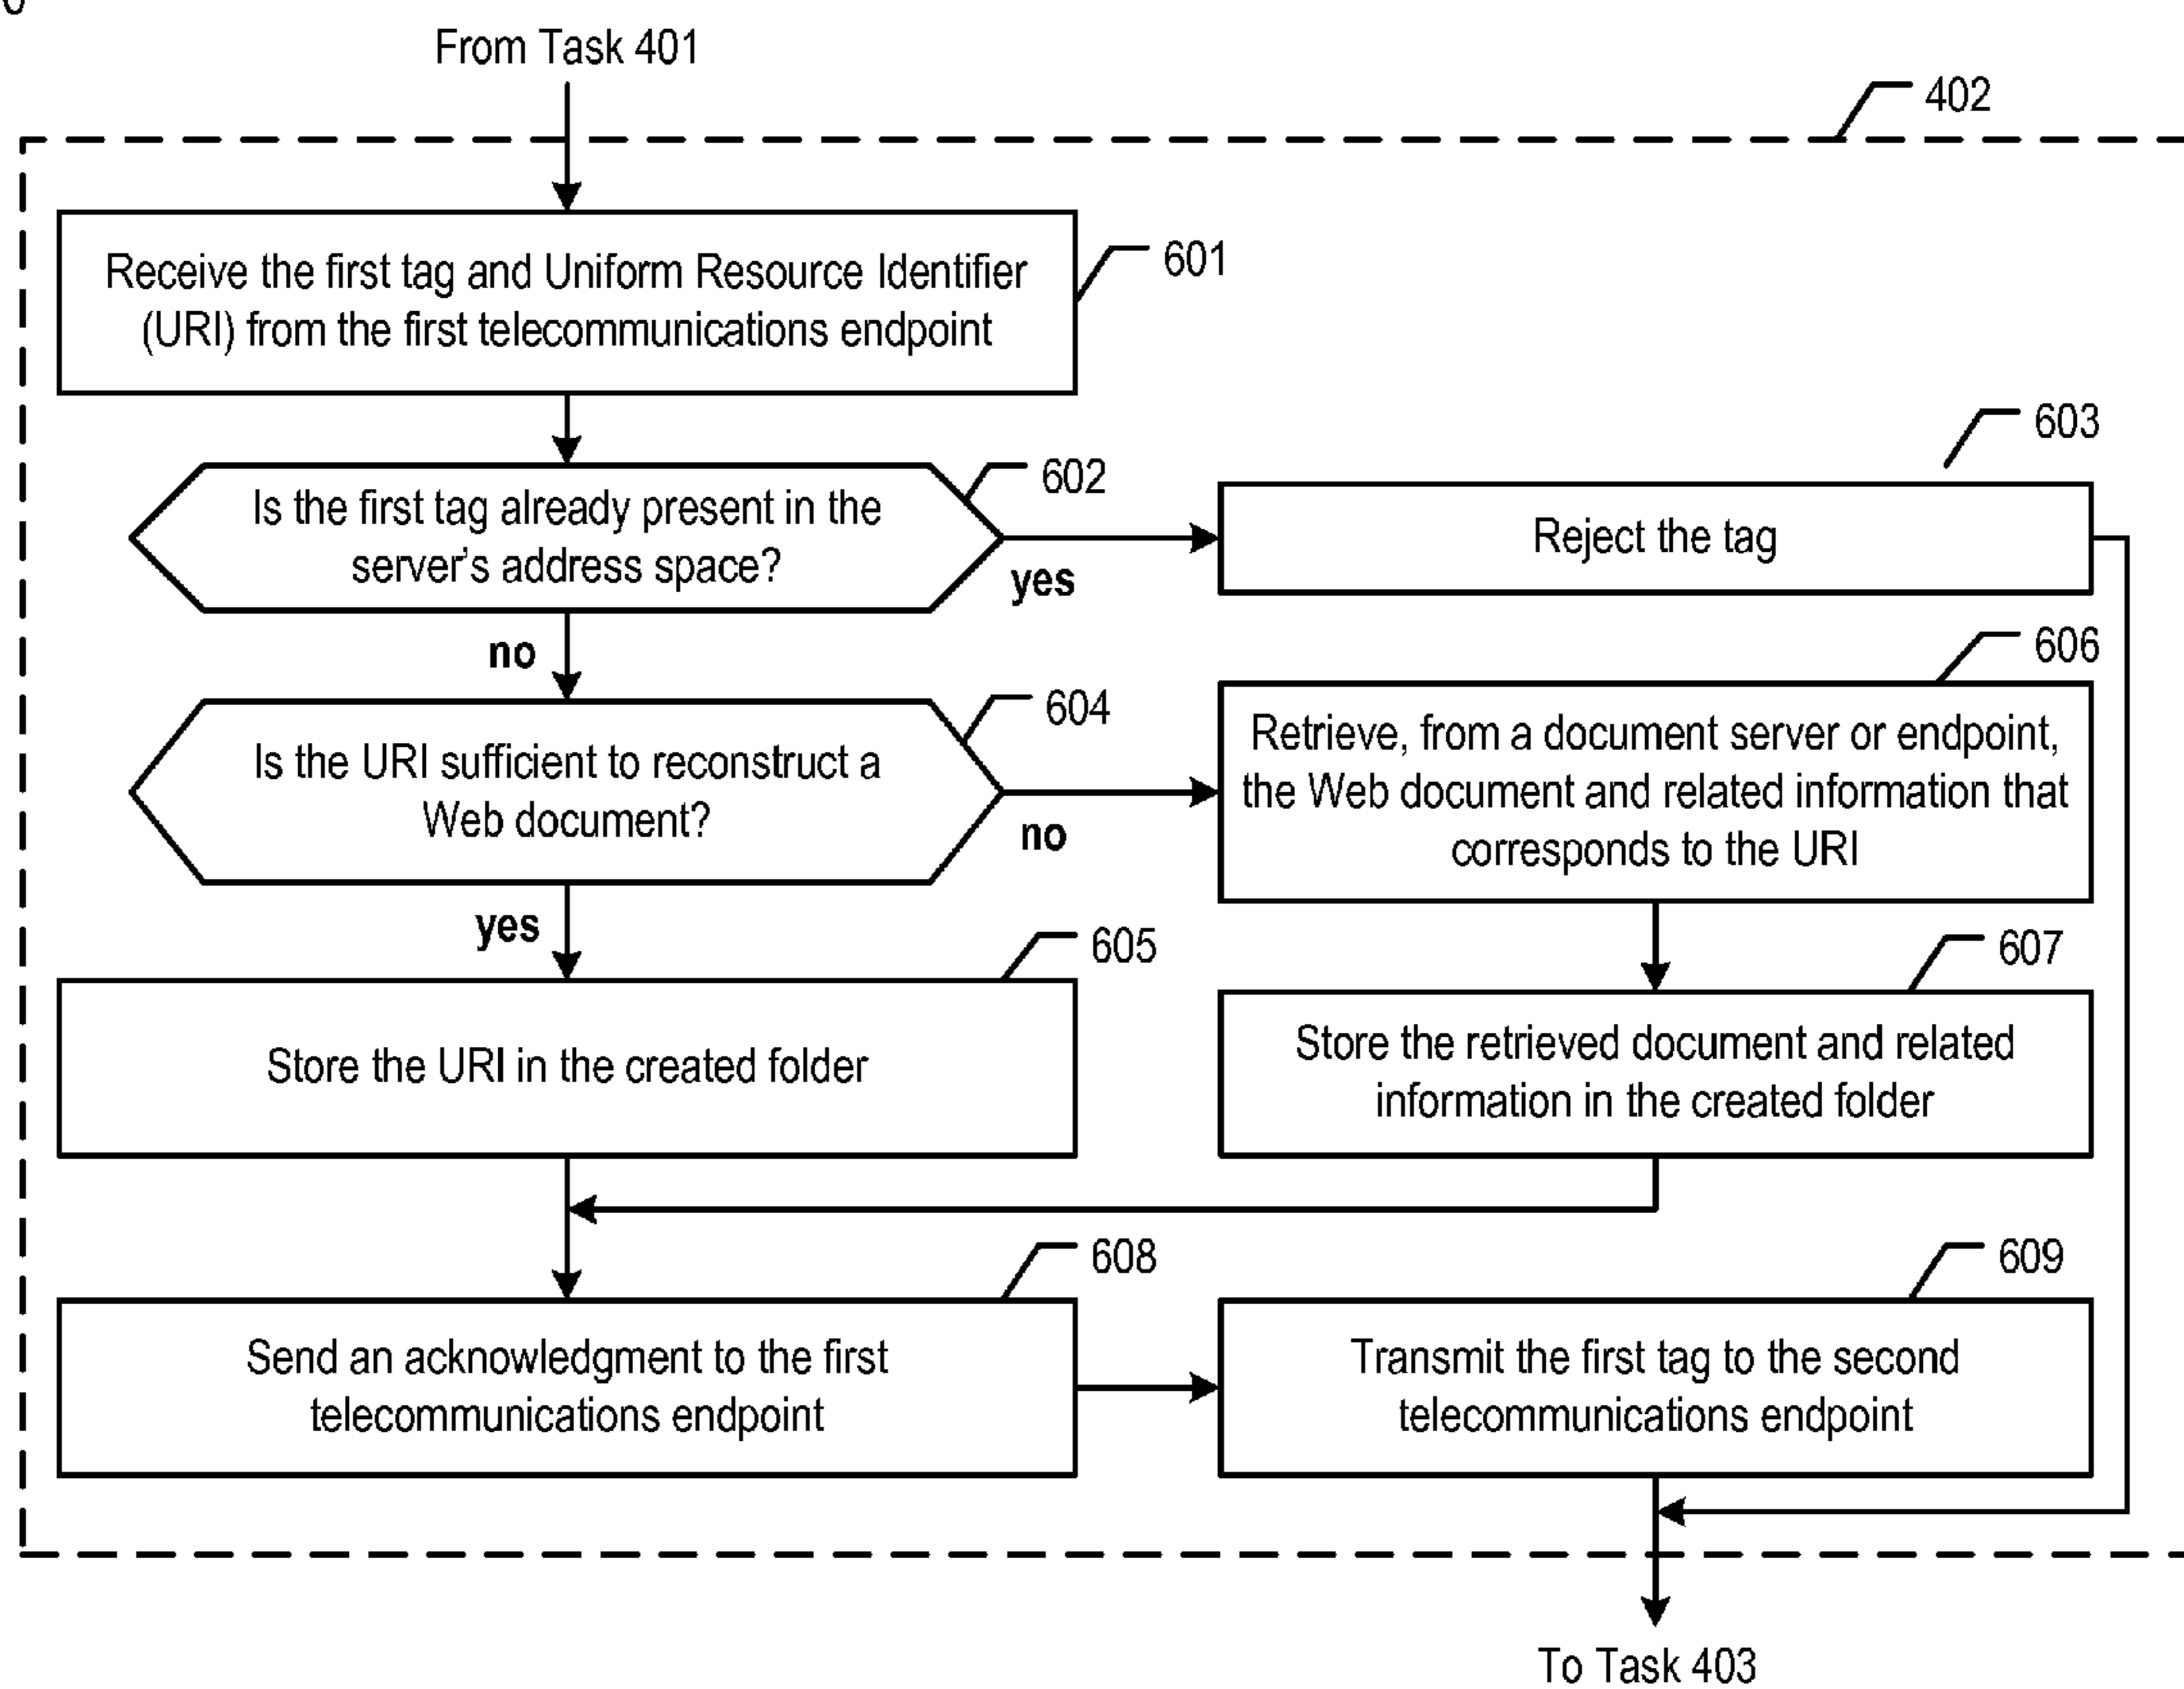 From Task 401
402
Receive the first tag and Uniform Resource Identifier
(URI) from the first telecommunications endpoint
601
Is the first tag already present in the
server's address space?
602
yes
no
Reject the tag
603
Is the URI sufficient to reconstruct a
Web document?
604
no
yes
Retrieve, from a document server or endpoint,
the Web document and related information that
corresponds to the URI
606
Store the URI in the created folder
605
Store the retrieved document and related
information in the created folder
607
Send an acknowledgment to the first
telecommunications endpoint
608
Transmit the first tag to the second
telecommunications endpoint
609
To Task 403